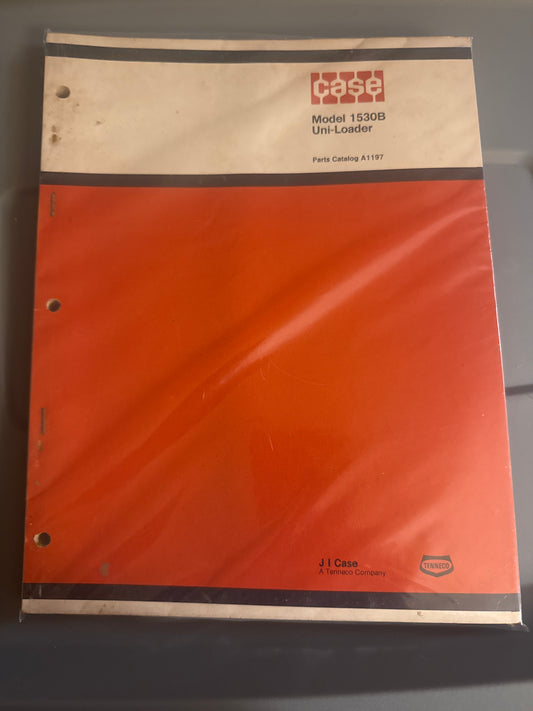 case
Model 1530B
Uni-Loader
Parts Catalog A1197
J I Case
A Tenneco Company
TENNECO